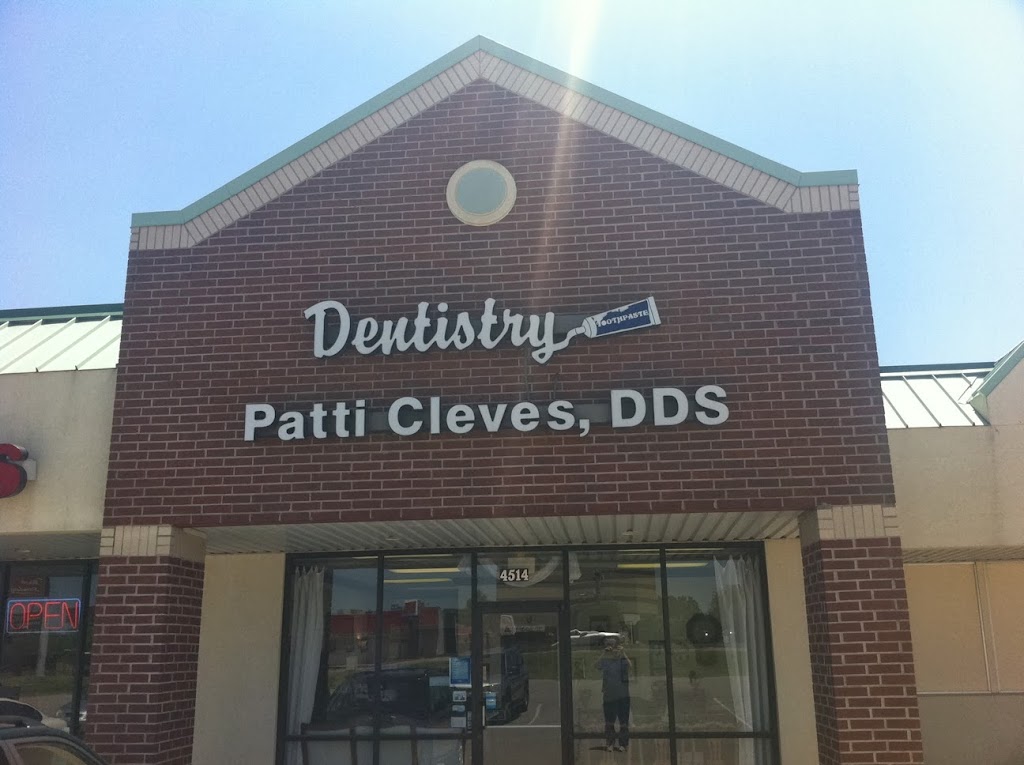 Dentistry TOOTHPASTE
Patti Cleves, DDS
4514
OPEN